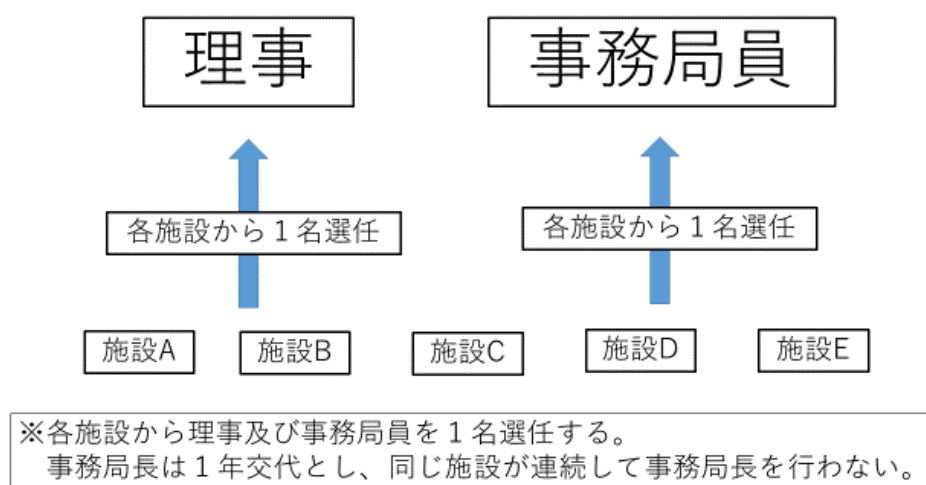 理事
事務局員
各施設から１名選任
各施設から１名選任
施設A
施設B
施設C
施設D
施設E
※各施設から理事及び事務局員を１名選任する。
事務局長は１年交代とし、同じ施設が連続して事務局長を行わない。